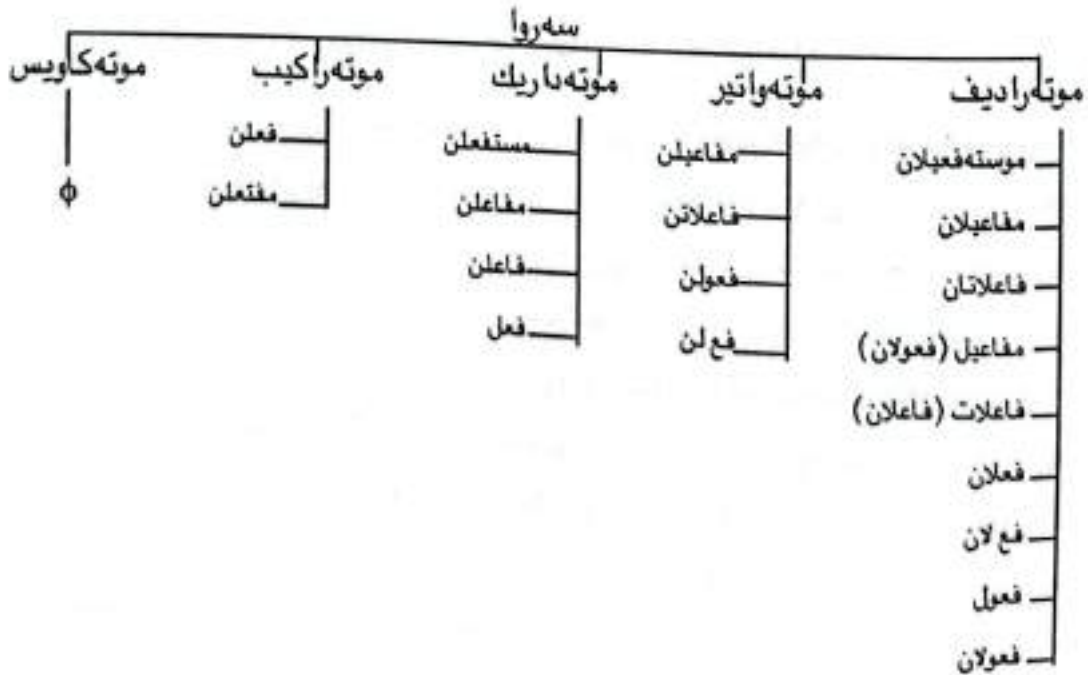 سەروا
موتەرادیف
موتەواتیر
موتەداریك
موتەراکیب
موتەکاویس
موستەفعیلان
مفاعیلان
فاعلاتان
مفاعیل (فعولان)
فاعلات (فاعلان)
فعلان
فع لان
فعول
فعولان
مفاعیلن
فاعلاتن
فعولن
فع لن
مستفعلن
مفاعلن
فاعلن
فعل
فعلن
مفتعلن
ф